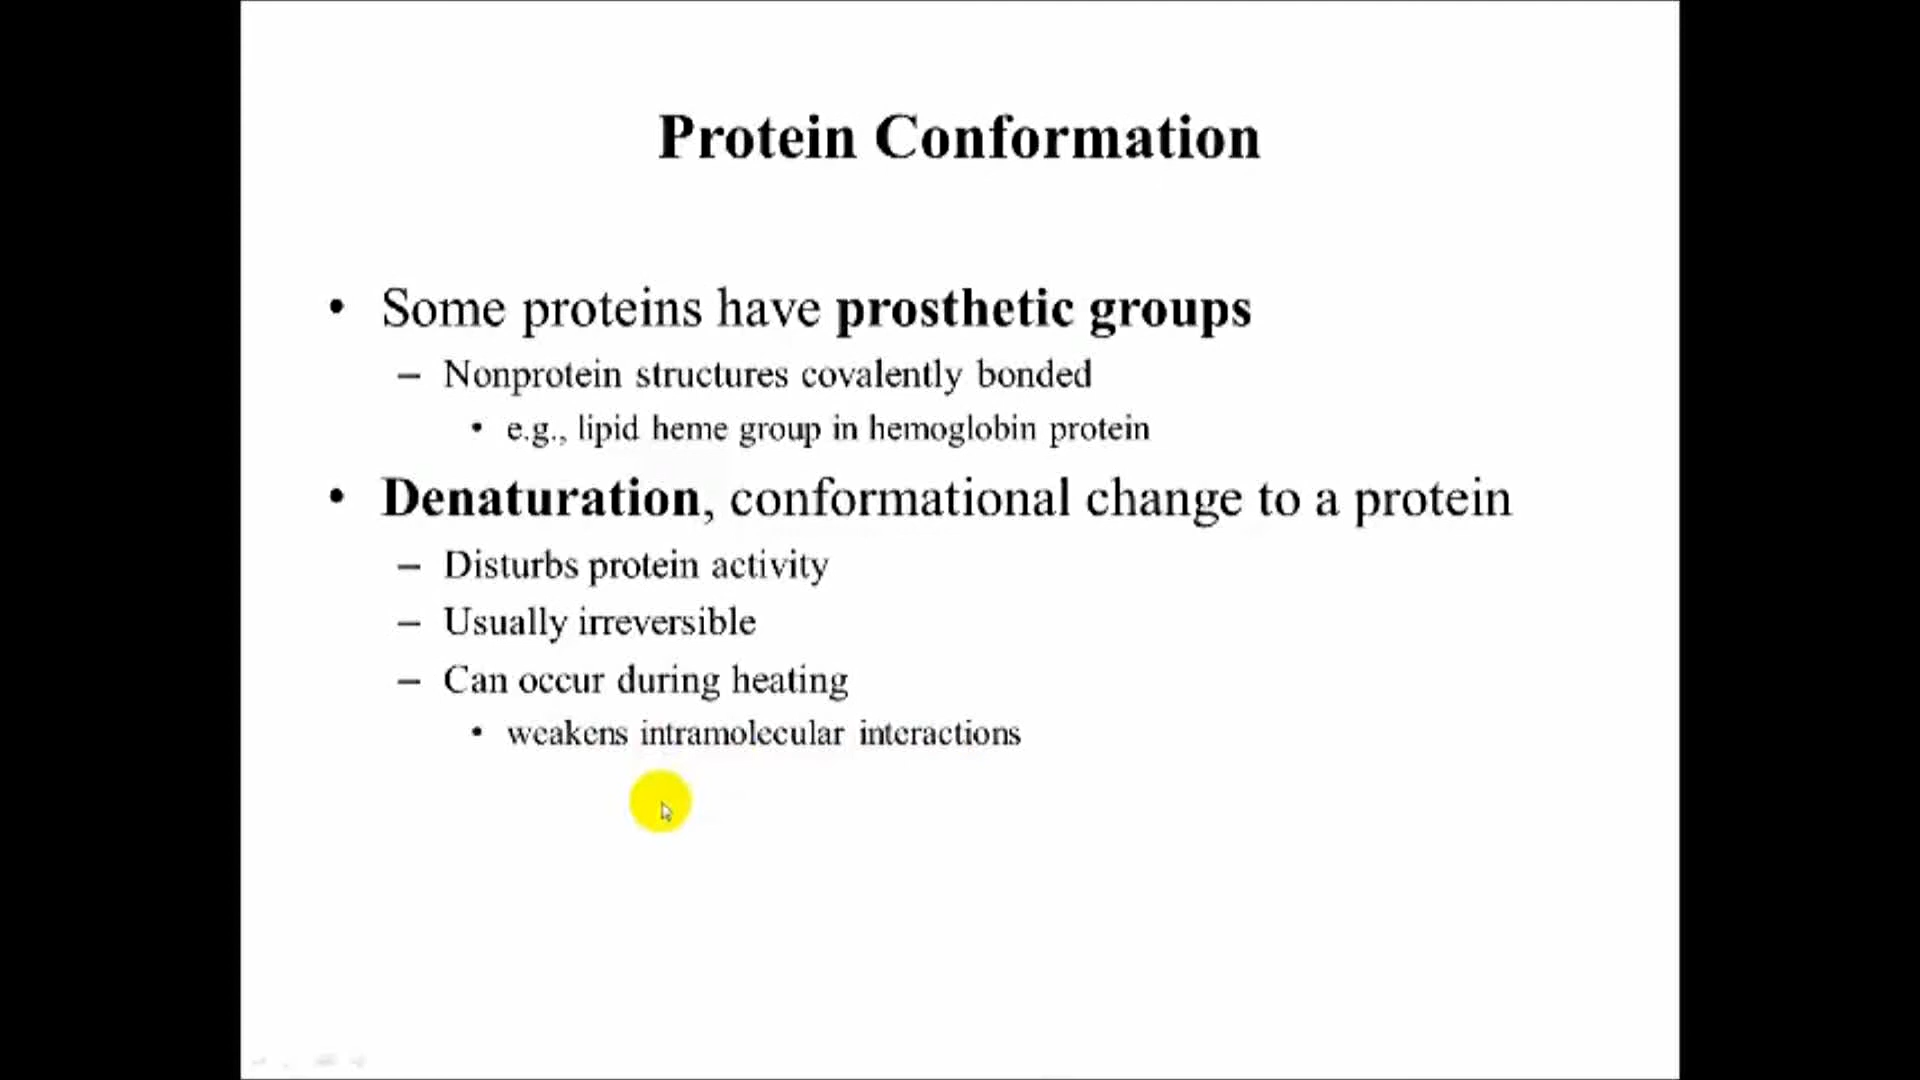 Protein Conformation
• Some proteins have prosthetic groups
– Nonprotein structures covalently bonded
• e.g., lipid heme group in hemoglobin protein
• Denaturation, conformational change to a protein
– Disturbs protein activity
– Usually irreversible
– Can occur during heating
• weakens intramolecular interactions